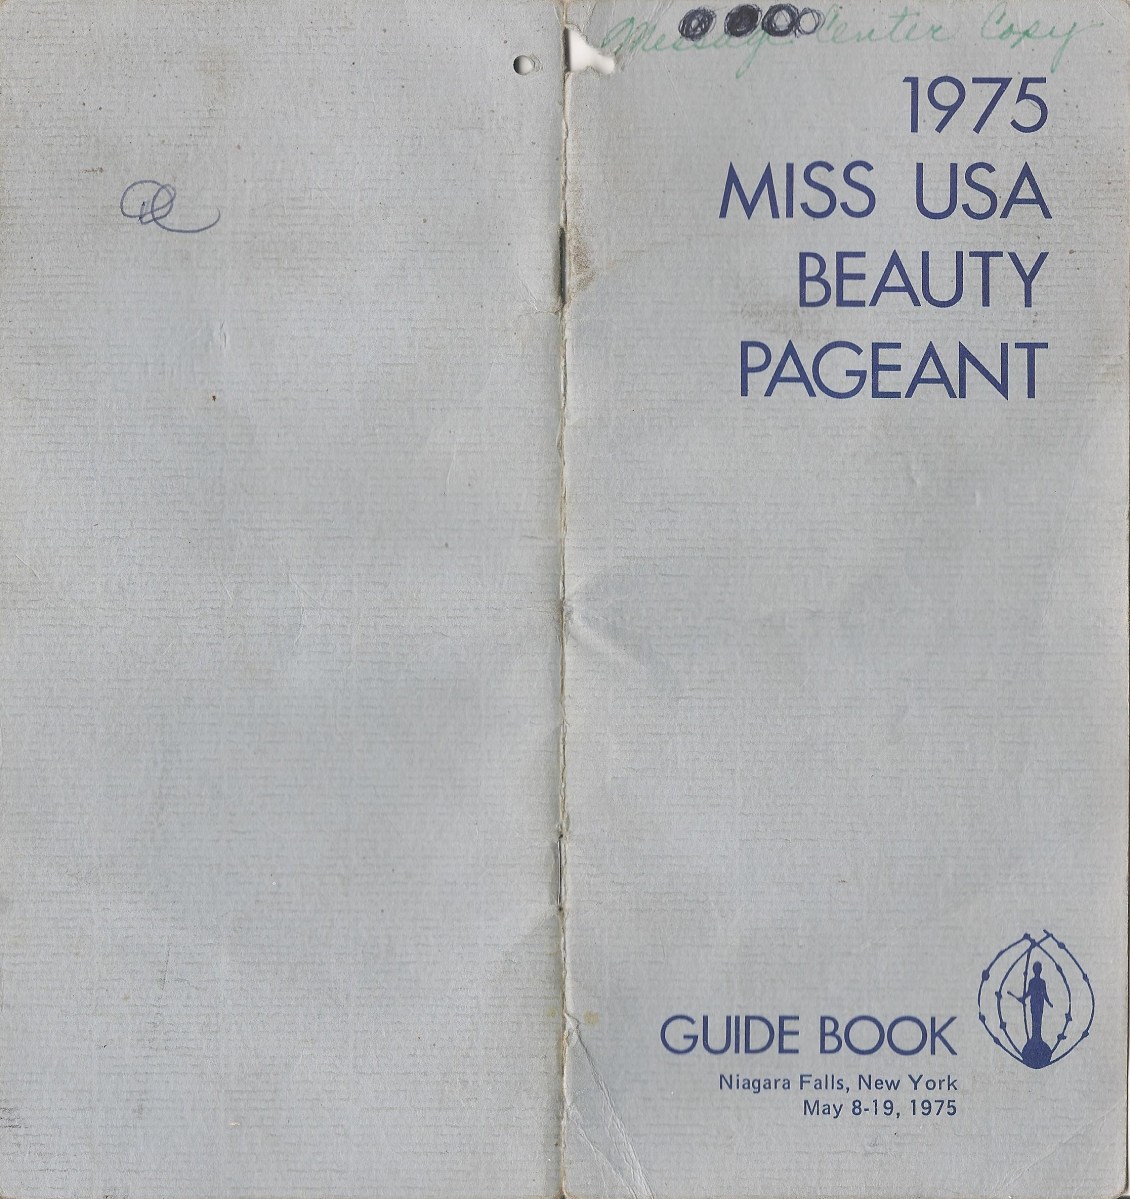 Message Center Copy
1975
MISS USA
BEAUTY
PAGEANT
GUIDE BOOK
Niagara Falls, New York
May 8-19, 1975